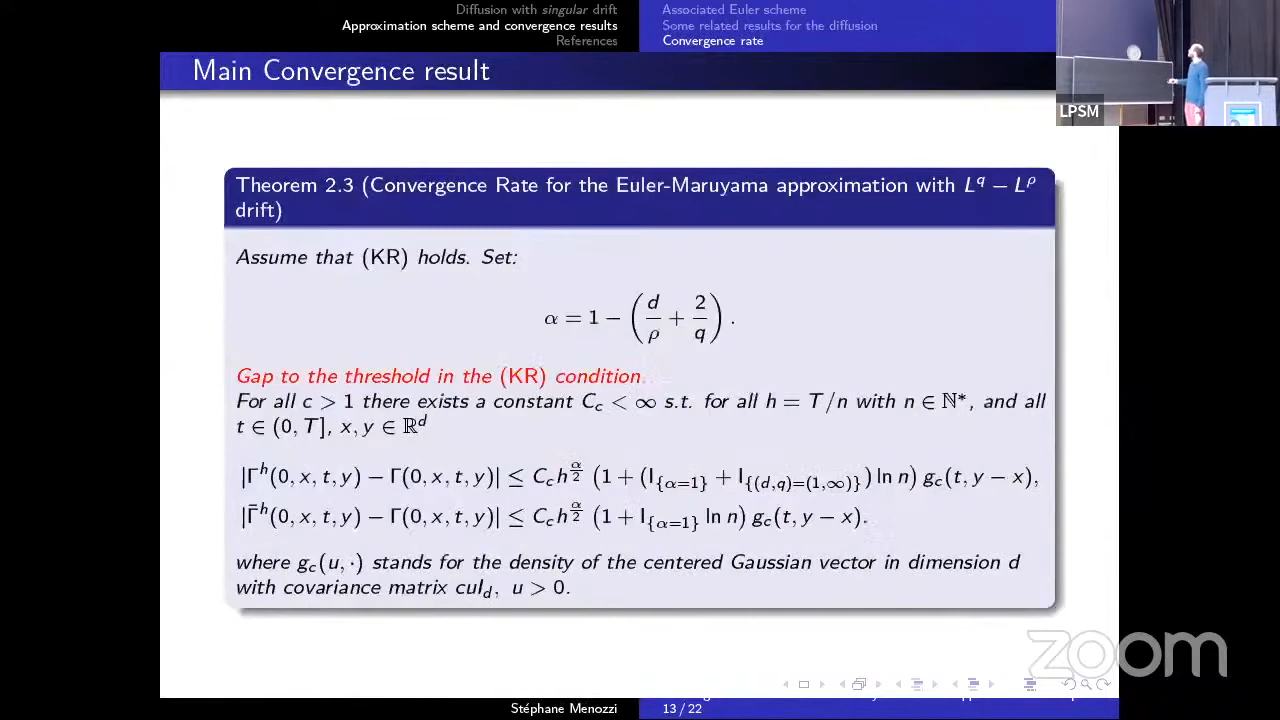 Diffusion with singular drift
Approximation scheme and convergence results
References
Associated Euler scheme
Some related results for the diffusion
Convergence rate
Main Convergence result
LPSM
Theorem 2.3 (Convergence Rate for the Euler-Maruyama approximation with L^q − L^ρ
drift)
Assume that (KR) holds. Set:
α = 1 − (d/ρ + 2/q).
Gap to the threshold in the (KR) condition.
For all c > 1 there exists a constant C_c < ∞ s.t. for all h = T/n with n ∈ ℕ*, and all
t ∈ (0, T], x, y ∈ ℝ^d
|Γ^h(0, x, t, y) − Γ(0, x, t, y)| ≤ C_c h^{α/2} (1 + (I_{{α=1}} + I_{{(d,q)=(1,∞)}}) ln n) g_c(t, y − x),
|Γ̄^h(0, x, t, y) − Γ(0, x, t, y)| ≤ C_c h^{α/2} (1 + I_{{α=1}} ln n) g_c(t, y − x).
where g_c(u, ·) stands for the density of the centered Gaussian vector in dimension d
with covariance matrix cuI_d, u > 0.
zoom
Stéphane Menozzi
13 / 22